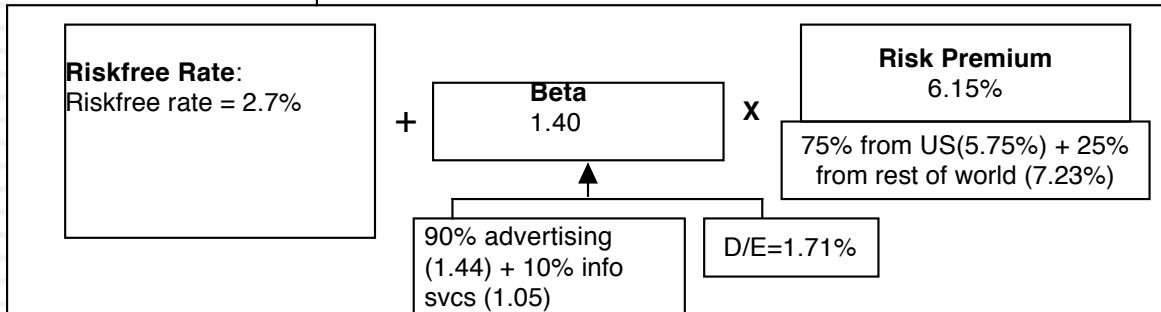 Riskfree Rate:
Riskfree rate = 2.7%
+
Beta
1.40
X
Risk Premium
6.15%
75% from US(5.75%) + 25%
from rest of world (7.23%)
90% advertising
(1.44) + 10% info
svcs (1.05)
D/E=1.71%